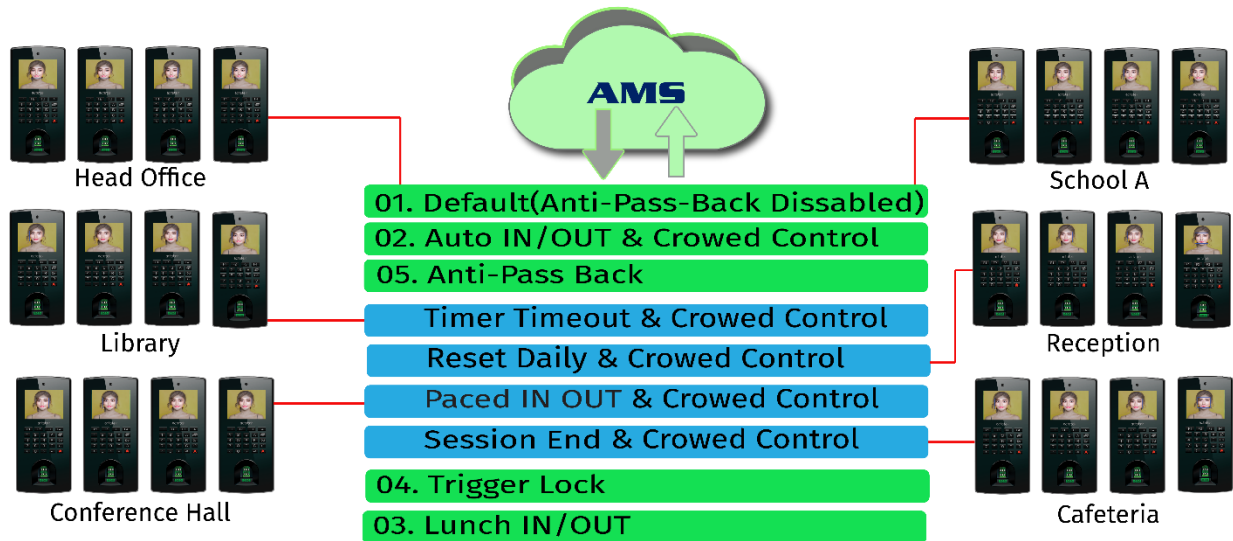 AMS
Head Office
School A
01. Default(Anti-Pass-Back Dissabled)
02. Auto IN/OUT & Crowed Control
05. Anti-Pass Back
Timer Timeout & Crowed Control
Library
Reset Daily & Crowed Control
Reception
Paced IN OUT & Crowed Control
Session End & Crowed Control
04. Trigger Lock
Conference Hall
Cafeteria
03. Lunch IN/OUT